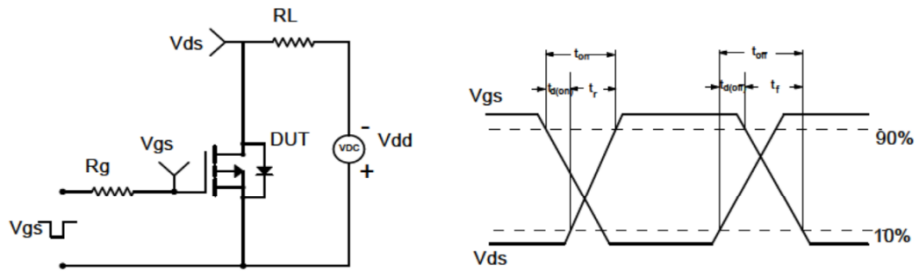 RL
Vds
Vgs
DUT
VDC
-
+
Vdd
Rg
Vgs
ton
toff
td(on)
tr
td(off)
tf
Vgs
90%
10%
Vds